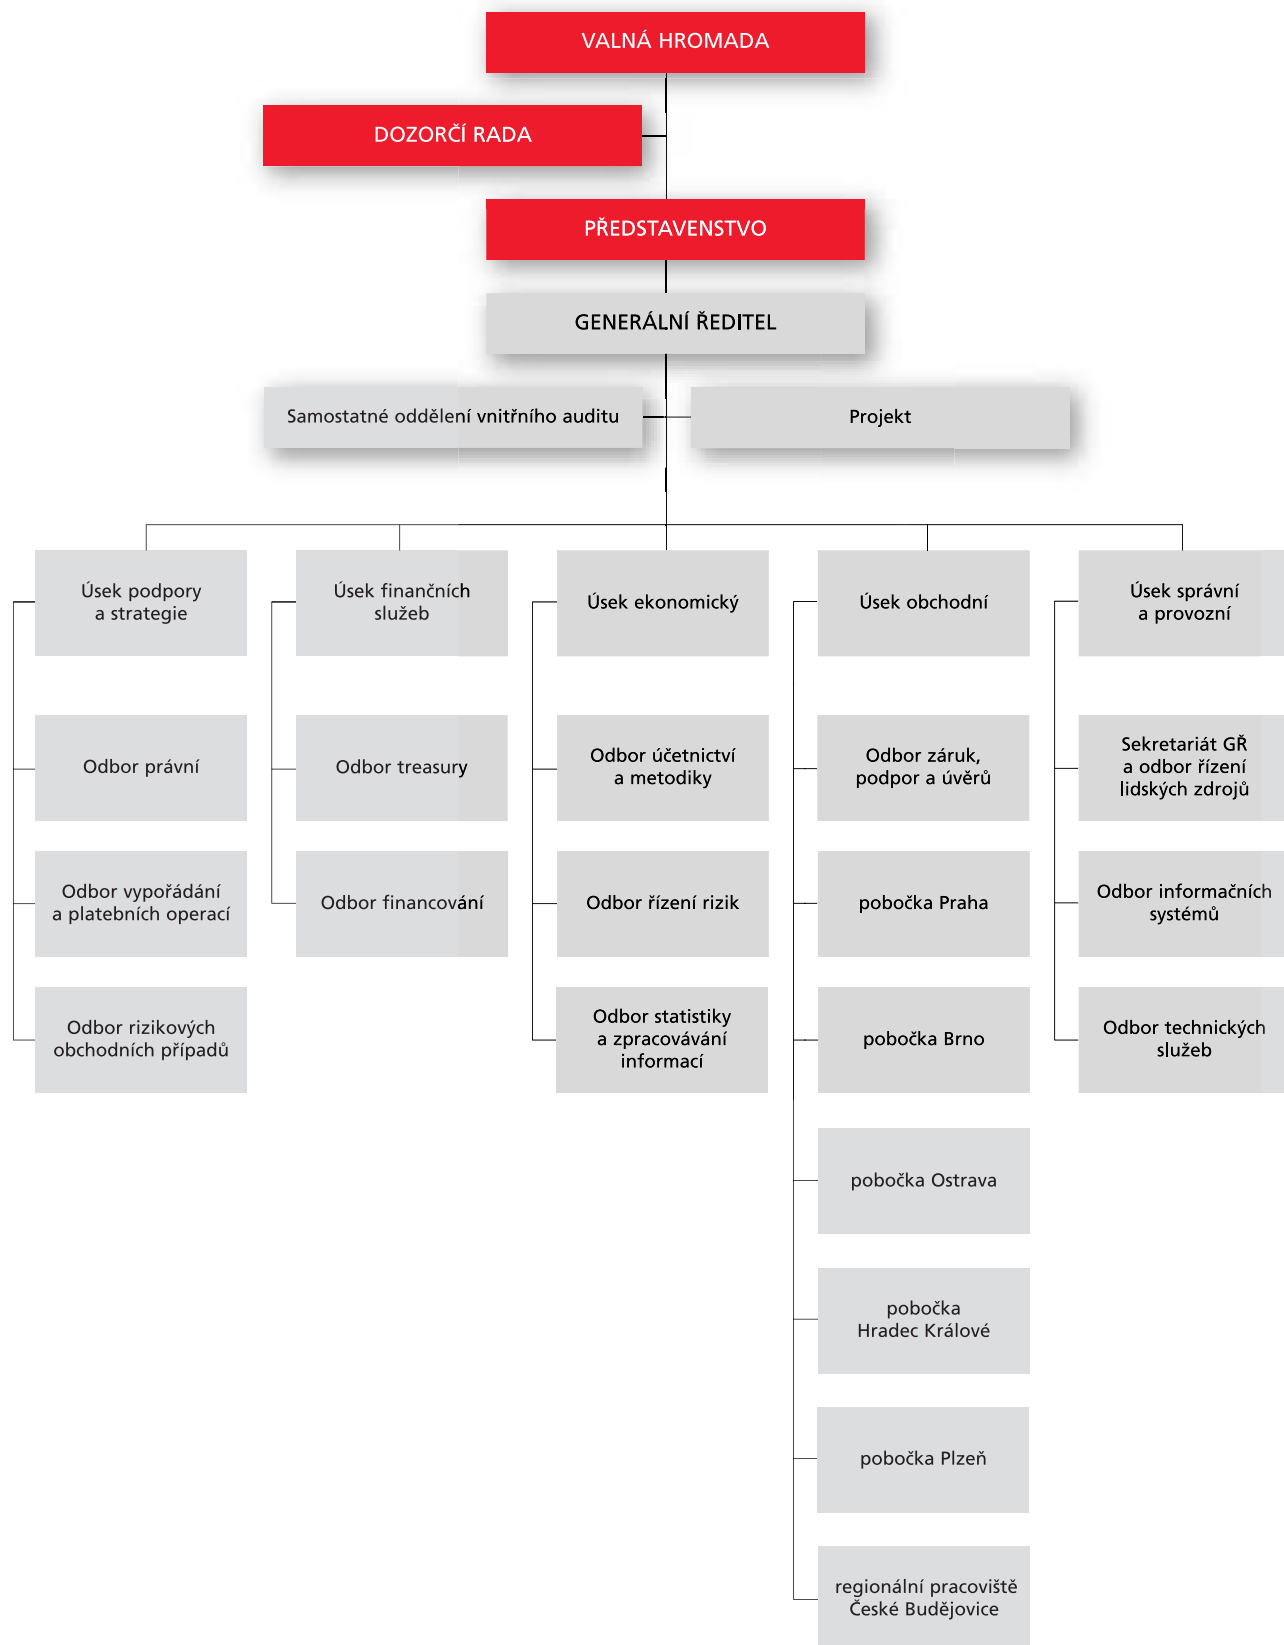 VALNÁ HROMADA
DOZORČÍ RADA
PŘEDSTAVENSTVO
GENERÁLNÍ ŘEDITEL
Samostatné oddělení vnitřního auditu
Projekt
Úsek podpory
a strategie
Úsek finančních
služeb
Úsek ekonomický
Úsek obchodní
Úsek správní
a provozní
Odbor právní
Odbor treasury
Odbor účetnictví
a metodiky
Odbor záruk,
podpor a úvěrů
Sekretariát GŘ
a odbor řízení
lidských zdrojů
Odbor vypořádání
a platebních operací
Odbor financování
Odbor řízení rizik
pobočka Praha
Odbor informačních
systémů
Odbor rizikových
obchodních případů
Odbor statistiky
a zpracovávání
informací
pobočka Brno
Odbor technických
služeb
pobočka Ostrava
pobočka
Hradec Králové
pobočka Plzeň
regionální pracoviště
České Budějovice